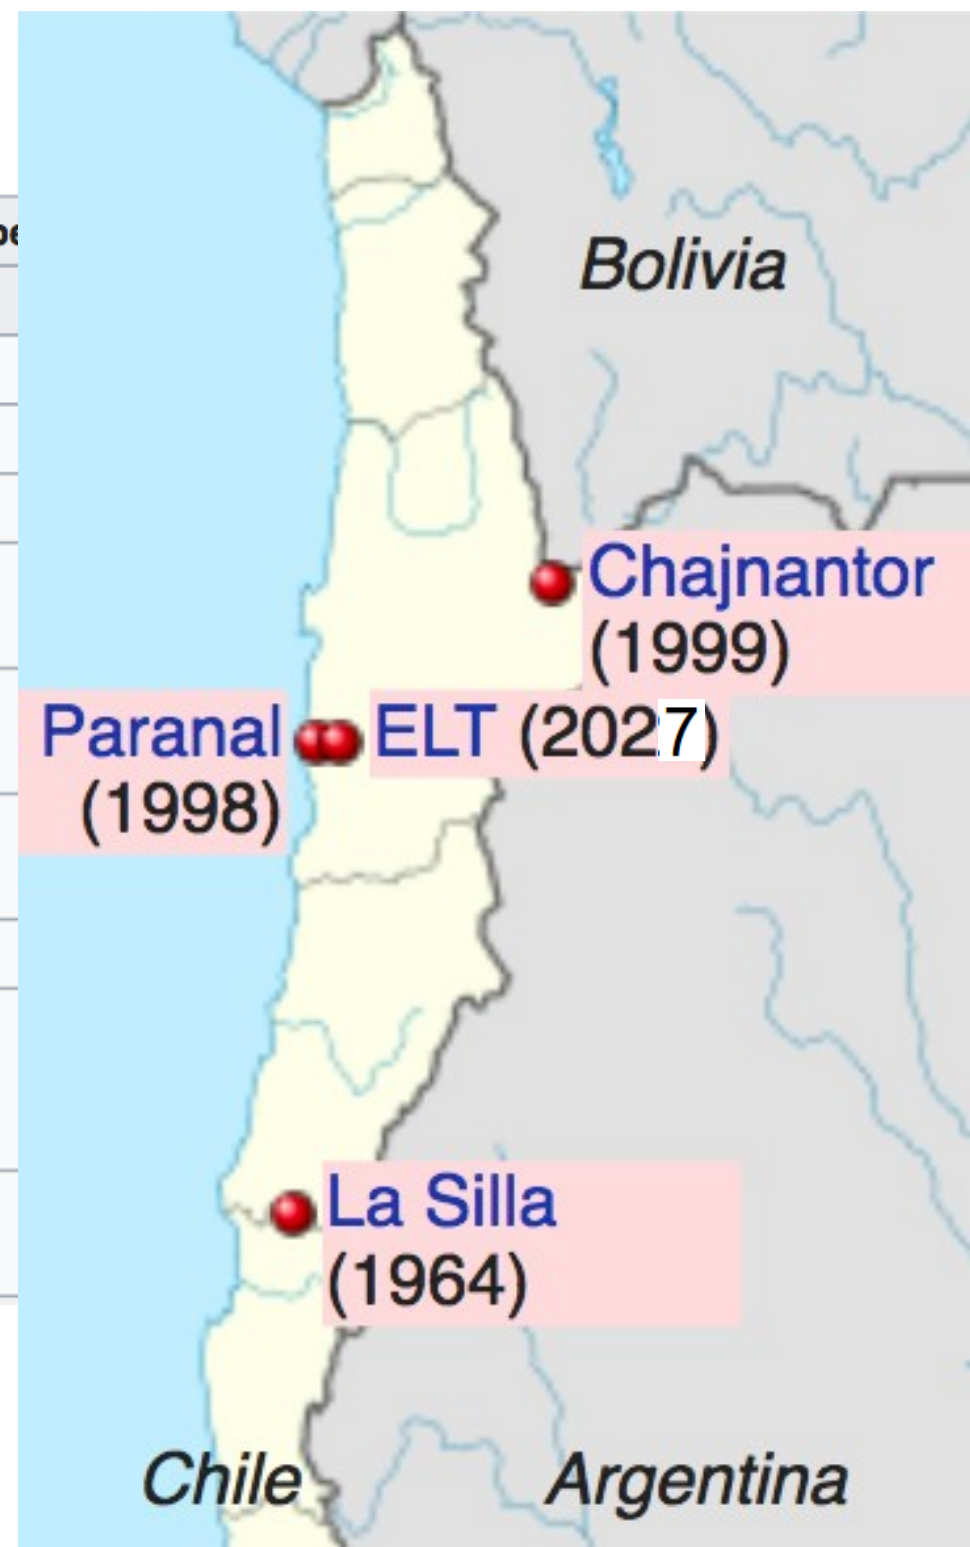 Bolivia
Chajnantor
(1999)
Paranal
(1998)
ELT (2027)
La Silla
(1964)
Chile
Argentina